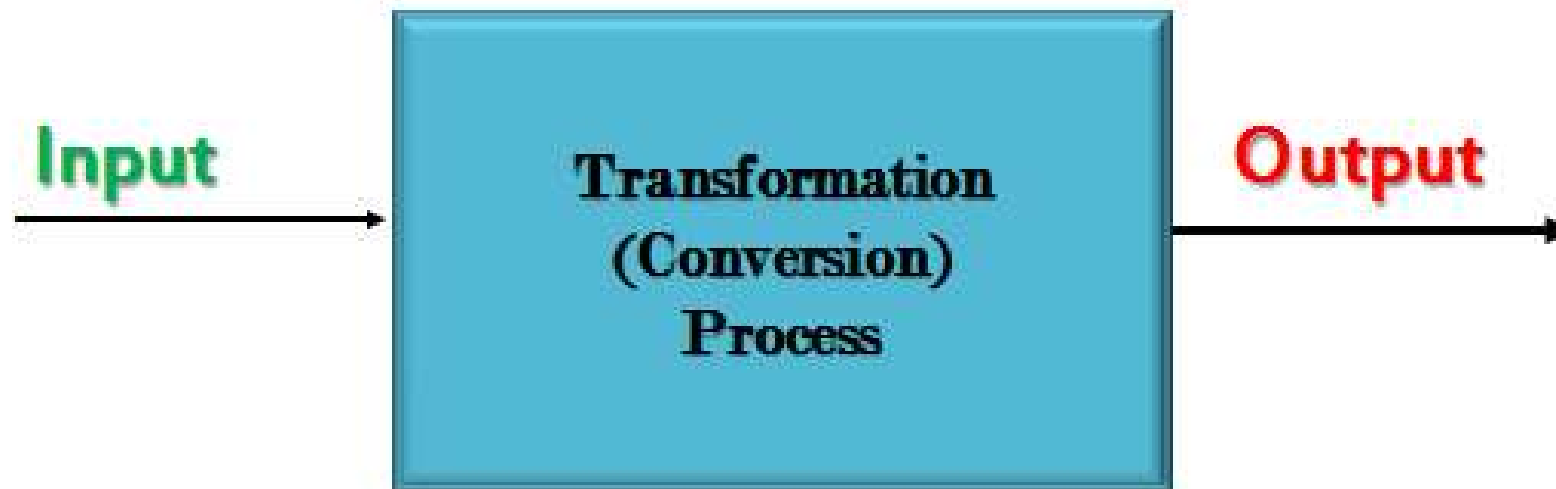 Input
Transformation
(Conversion)
Process
Output